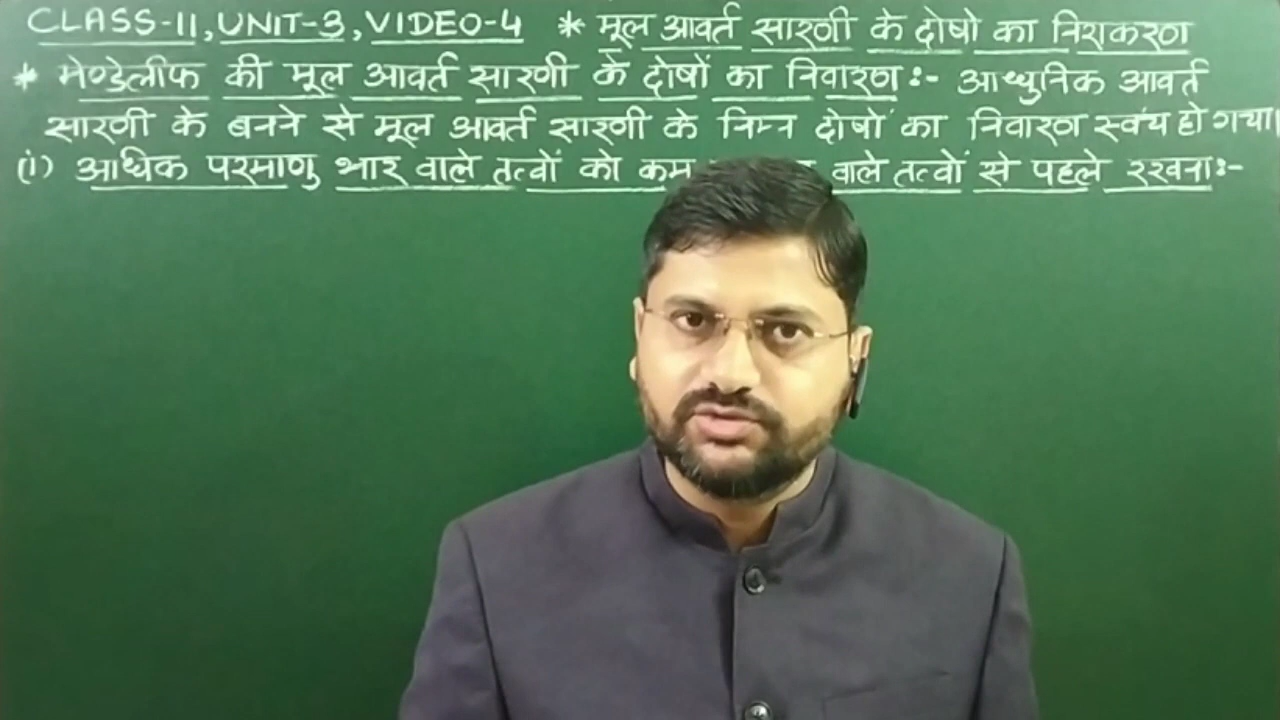 CLASS-11, UNIT-3, VIDEO-4 * मूल आवर्त सारणी के दोषो का निराकरण
* मेण्डेलीफ की मूल आवर्त सारणी के दोषों का निवारण :- आधुनिक आवर्त
सारणी के बनने से मूल आवर्त सारणी के निम्न दोषों का निवारण स्वंय हो गया।
(i) अधिक परमाणु भार वाले तत्वों को कम वाले तत्वों से पहले रखना :-